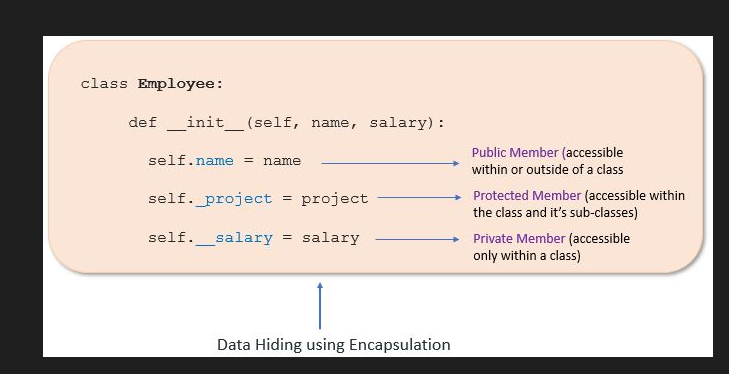 class Employee:
def __init__(self, name, salary):
self.name = name
Public Member (accessible
within or outside of a class
self._project = project
Protected Member (accessible within
the class and it's sub-classes)
self.__salary = salary
Private Member (accessible
only within a class)
Data Hiding using Encapsulation